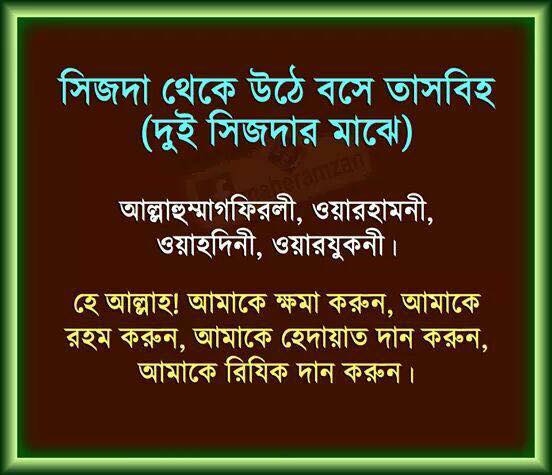 সিজদা থেকে উঠে বসে তাসবিহ
(দুই সিজদার মাঝে)
আল্লাহুম্মাগফিরলী, ওয়ারহামনী,
ওয়াহদিনী, ওয়ারযুকনী।
হে আল্লাহ! আমাকে ক্ষমা করুন, আমাকে
রহম করুন, আমাকে হেদায়াত দান করুন,
আমাকে রিযিক দান করুন।